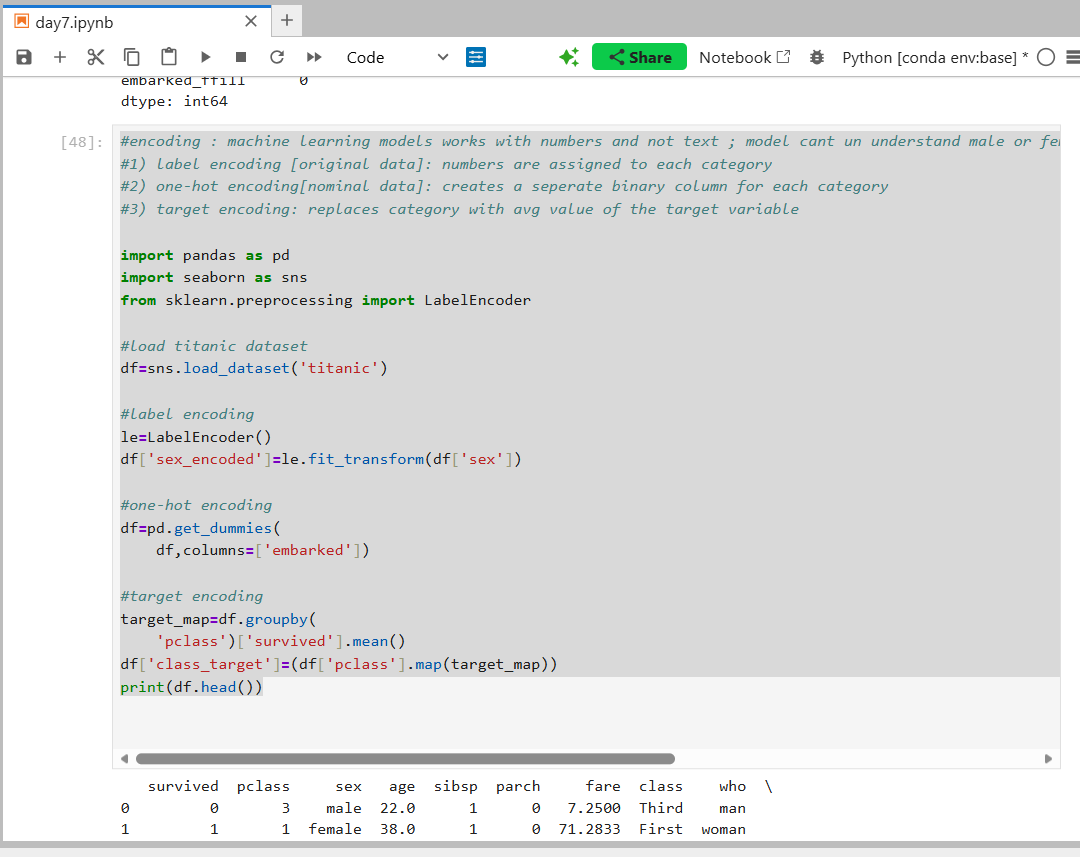 day7.ipynb
Code
Share
Notebook
Python [conda env:base] *
embarked_ffill 0
dtype: int64
[48]:
#encoding : machine learning models works with numbers and not text ; model cant un understand male or
#1) label encoding [original data]: numbers are assigned to each category
#2) one-hot encoding[nominal data]: creates a seperate binary column for each category
#3) target encoding: replaces category with avg value of the target variable
import pandas as pd
import seaborn as sns
from sklearn.preprocessing import LabelEncoder
#load titanic dataset
df=sns.load_dataset('titanic')
#label encoding
le=LabelEncoder()
df['sex_encoded']=le.fit_transform(df['sex'])
#one-hot encoding
df=pd.get_dummies(
df,columns=['embarked'])
#target encoding
target_map=df.groupby(
'pclass')['survived'].mean()
df['class_target']=(df['pclass'].map(target_map))
print(df.head())
survived pclass sex age sibsp parch fare class who \
0 0 3 male 22.0 1 0 7.2500 Third man
1 1 1 female 38.0 1 0 71.2833 First woman